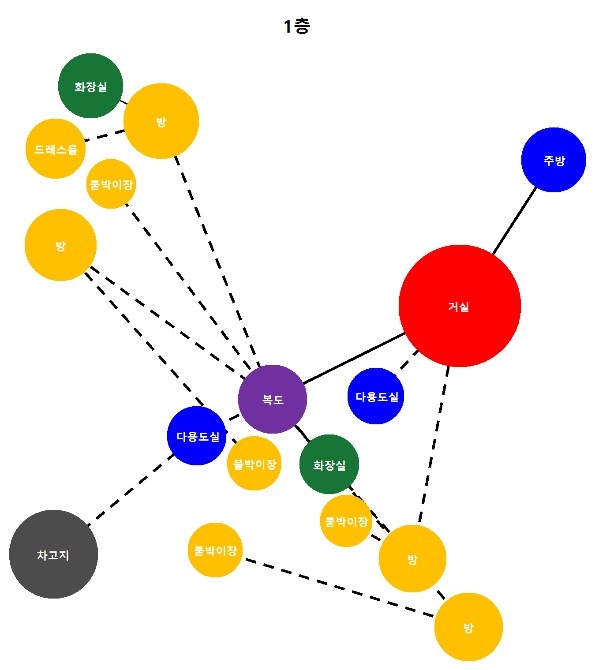 1층
화장실
방
드레스룸
주방
붙박이장
방
거실
다용도실
복도
다용도실
붙박이장
화장실
붙박이장
차고지
붙박이장
방
방